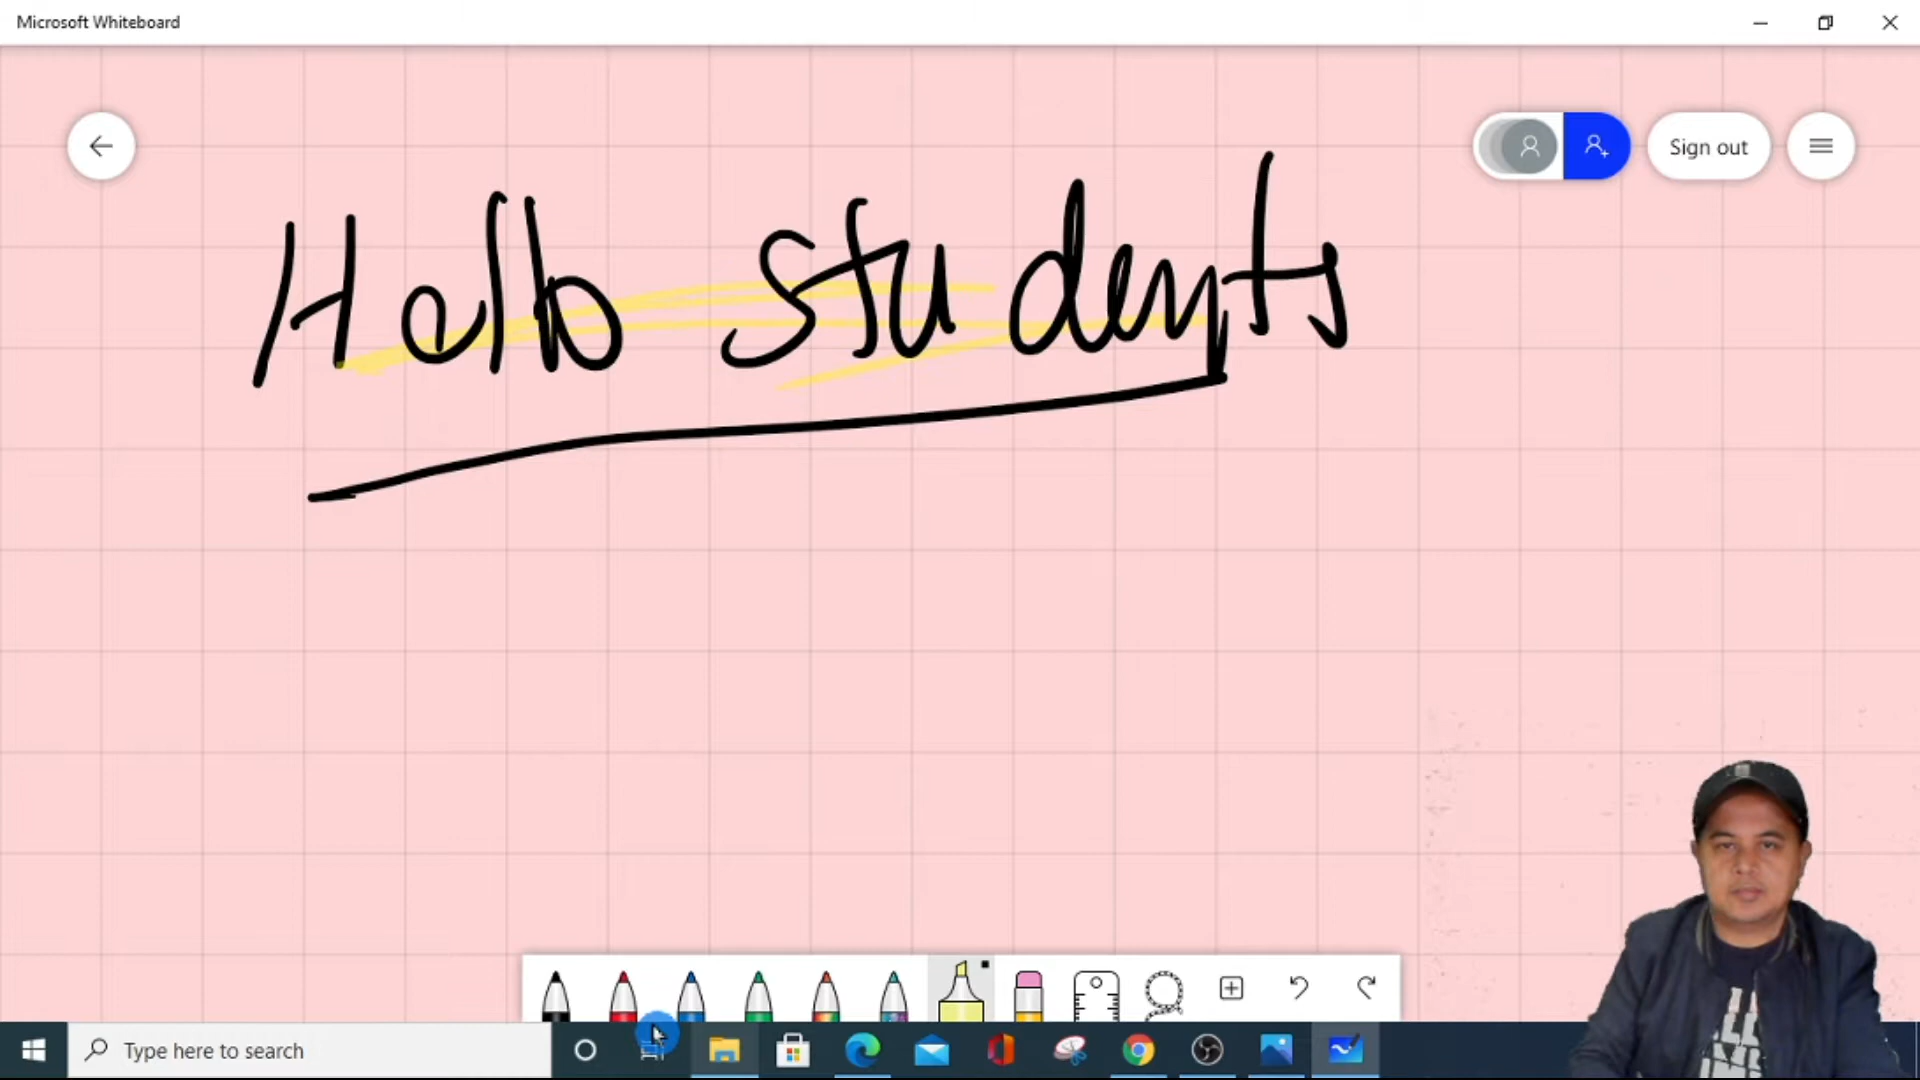 Microsoft Whiteboard
Sign out
Hello students
Type here to search